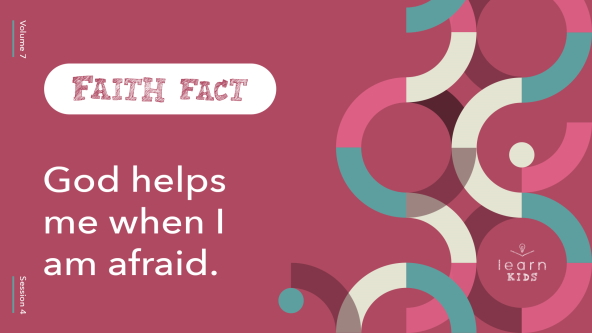 Volume 7
FAITH FACT
God helps
me when I
am afraid.
Session 4
learn
KIDS